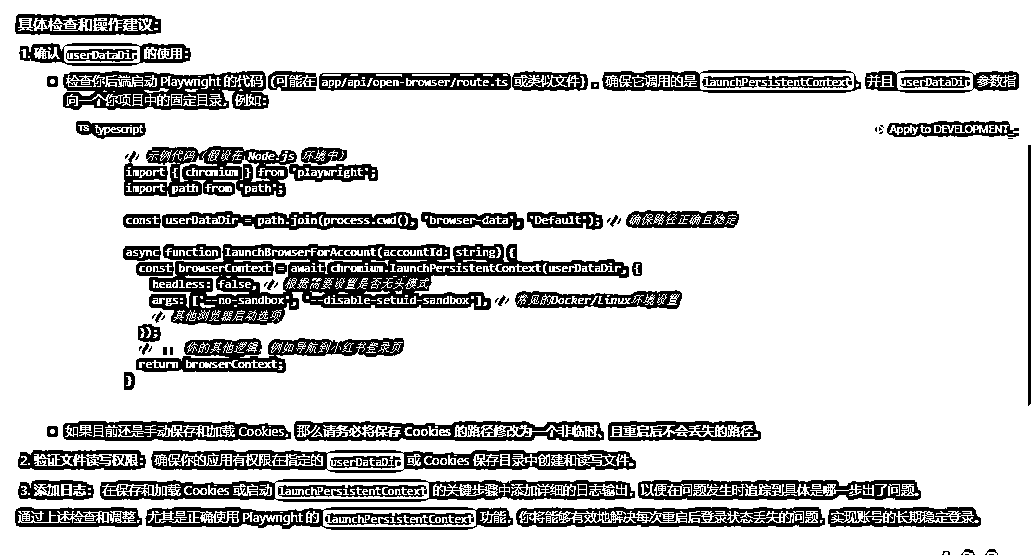 具体检查和操作建议：
1. 确认 userDataDir 的使用：
检查你后端启动 Playwright 的代码（可能在 app/api/open-browser/route.ts 或类似文件），确保它调用的是 launchPersistentContext，并且 userDataDir 参数指
向一个你项目中的固定目录，例如：
TS Typescript
Apply to DEVELOPMENT_...
// 示例代码（假设在 Node.js 环境中）
import { chromium } from 'playwright';
import path from 'path';
const userDataDir = path.join(process.cwd(), 'browser-data', 'Default'); // 确保路径正确且稳定
async function launchBrowserForAccount(accountId: string) {
const browserContext = await chromium.launchPersistentContext(userDataDir, {
headless: false, // 根据需要设置是否无头模式
args: ['--no-sandbox', '--disable-setuid-sandbox'], // 常见的Docker/Linux环境设置
// 其他浏览器启动选项
});
// ... 你的其他逻辑，例如导航到小红书登录页
return browserContext;
}
如果目前还是手动保存和加载 Cookies，那么请务必将保存 Cookies 的路径修改为一个非临时、且重启后不会丢失的路径。
2. 验证文件读写权限：确保你的应用有权限在指定的 userDataDir 或 Cookies 保存目录中创建和读写文件。
3. 添加日志：在保存和加载 Cookies 或启动 launchPersistentContext 的关键步骤中添加详细的日志输出，以便在问题发生时追踪到具体是哪一步出了问题。
通过上述检查和调整，尤其是正确使用 Playwright 的 launchPersistentContext 功能，你将能够有效地解决每次重启后登录状态丢失的问题，实现账号的长期稳定登录。